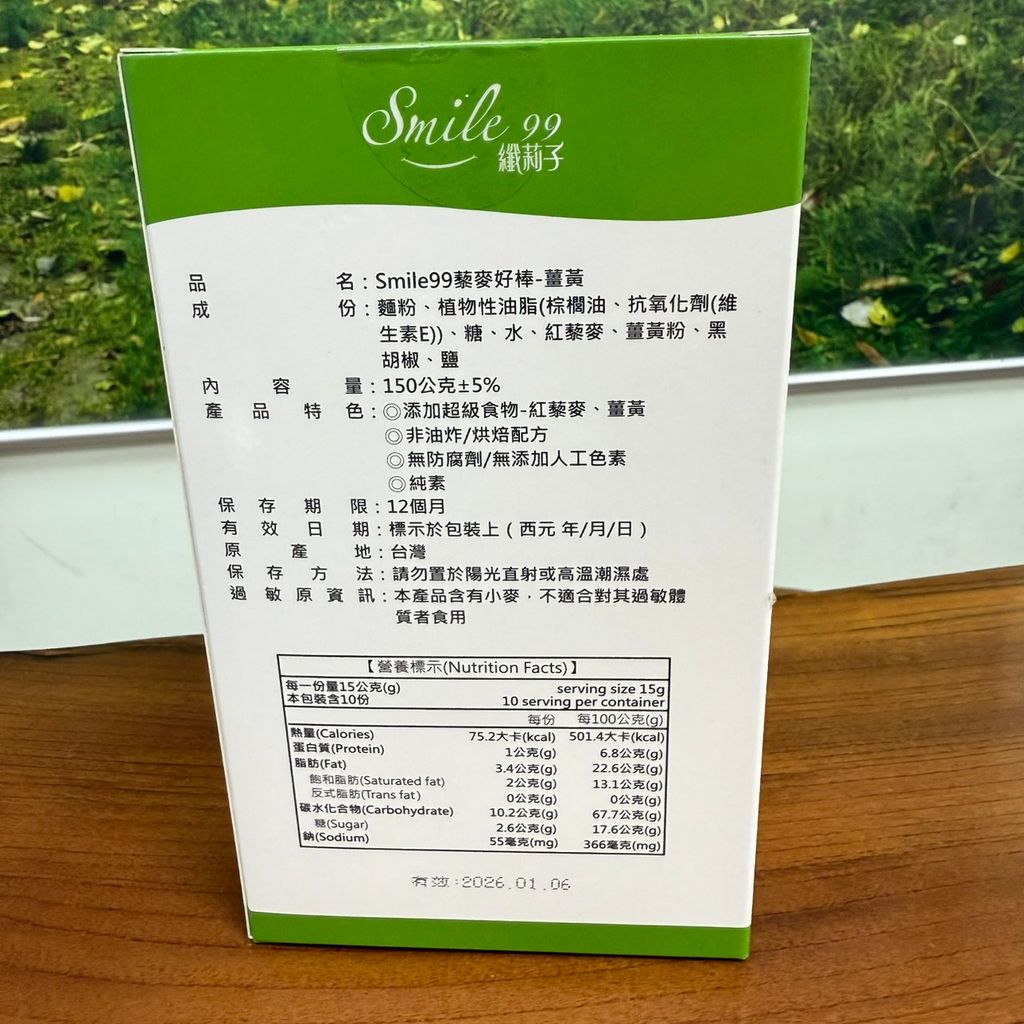 Smile 99
纖莉子
品名：Smile99藜麥好棒-薑黃
成份：麵粉、植物性油脂(棕櫚油、抗氧化劑(維
生素E))、糖、水、紅藜麥、薑黃粉、黑
胡椒、鹽
內容量：150公克±5%
產品特色：◎添加超級食物-紅藜麥、薑黃
◎非油炸/烘焙配方
◎無防腐劑/無添加人工色素
◎純素
保存期限：12個月
有效日期：標示於包裝上（西元 年/月/日）
原產地：台灣
保存方法：請勿置於陽光直射或高溫潮濕處
過敏原資訊：本產品含有小麥，不適合對其過敏體
質者食用
【營養標示(Nutrition Facts)】
每一份量15公克(g) serving size 15g
本包裝含10份 10 serving per container
每份 每100公克(g)
熱量(Calories) 75.2大卡(kcal) 501.4大卡(kcal)
蛋白質(Protein) 1公克(g) 6.8公克(g)
脂肪(Fat) 3.4公克(g) 22.6公克(g)
飽和脂肪(Saturated fat) 2公克(g) 13.1公克(g)
反式脂肪(Trans fat) 0公克(g) 0公克(g)
碳水化合物(Carbohydrate) 10.2公克(g) 67.7公克(g)
糖(Sugar) 2.6公克(g) 17.6公克(g)
鈉(Sodium) 55毫克(mg) 366毫克(mg)
有效:2026.01.06